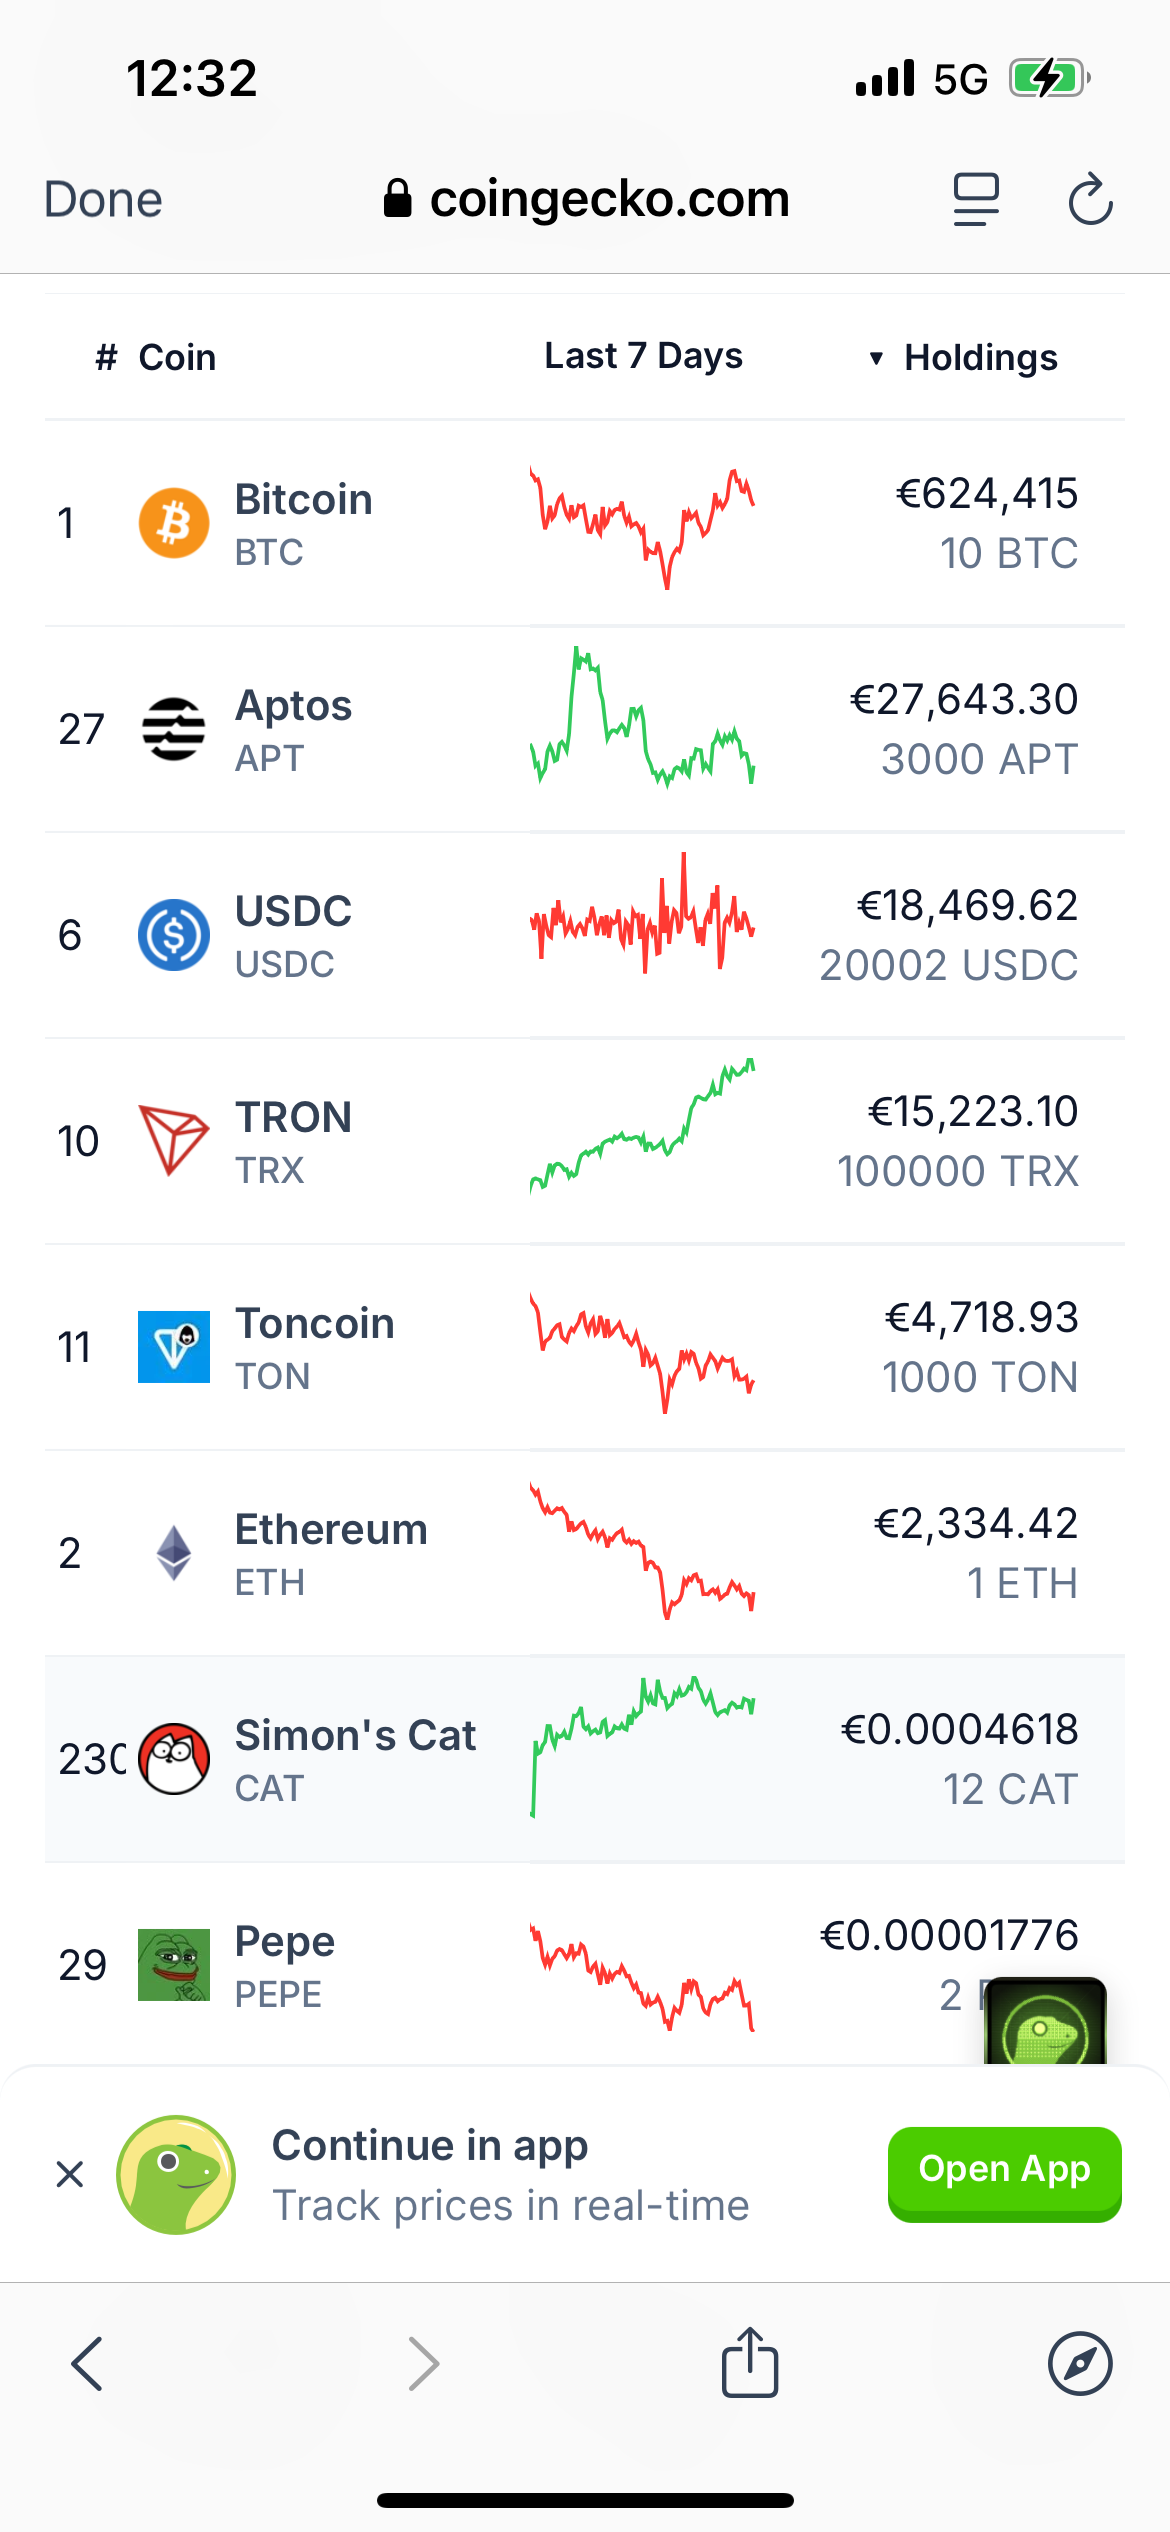 12:32
5G
Done
coingecko.com
# Coin Last 7 Days ▼ Holdings
1 Bitcoin €624,415
BTC 10 BTC
27 Aptos €27,643.30
APT 3000 APT
6 USDC €18,469.62
USDC 20002 USDC
10 TRON €15,223.10
TRX 100000 TRX
11 Toncoin €4,718.93
TON 1000 TON
2 Ethereum €2,334.42
ETH 1 ETH
Simon's Cat €0.0004618
CAT 12 CAT
29 Pepe €0.00001776
PEPE 2
Continue in app
Track prices in real-time
Open App